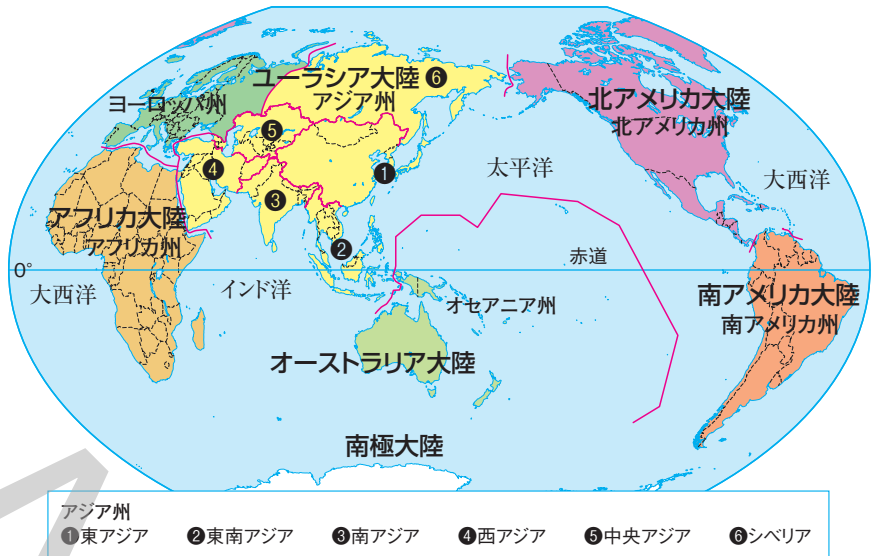 ユーラシア大陸 ❻
アジア州
ヨーロッパ州
北アメリカ大陸
北アメリカ州
❺
❹
❶
太平洋
大西洋
❸
アフリカ大陸
アフリカ州
❷
赤道
0°
大西洋
インド洋
オセアニア州
南アメリカ大陸
南アメリカ州
オーストラリア大陸
南極大陸
アジア州
❶東アジア ❷東南アジア ❸南アジア ❹西アジア ❺中央アジア ❻シベリア